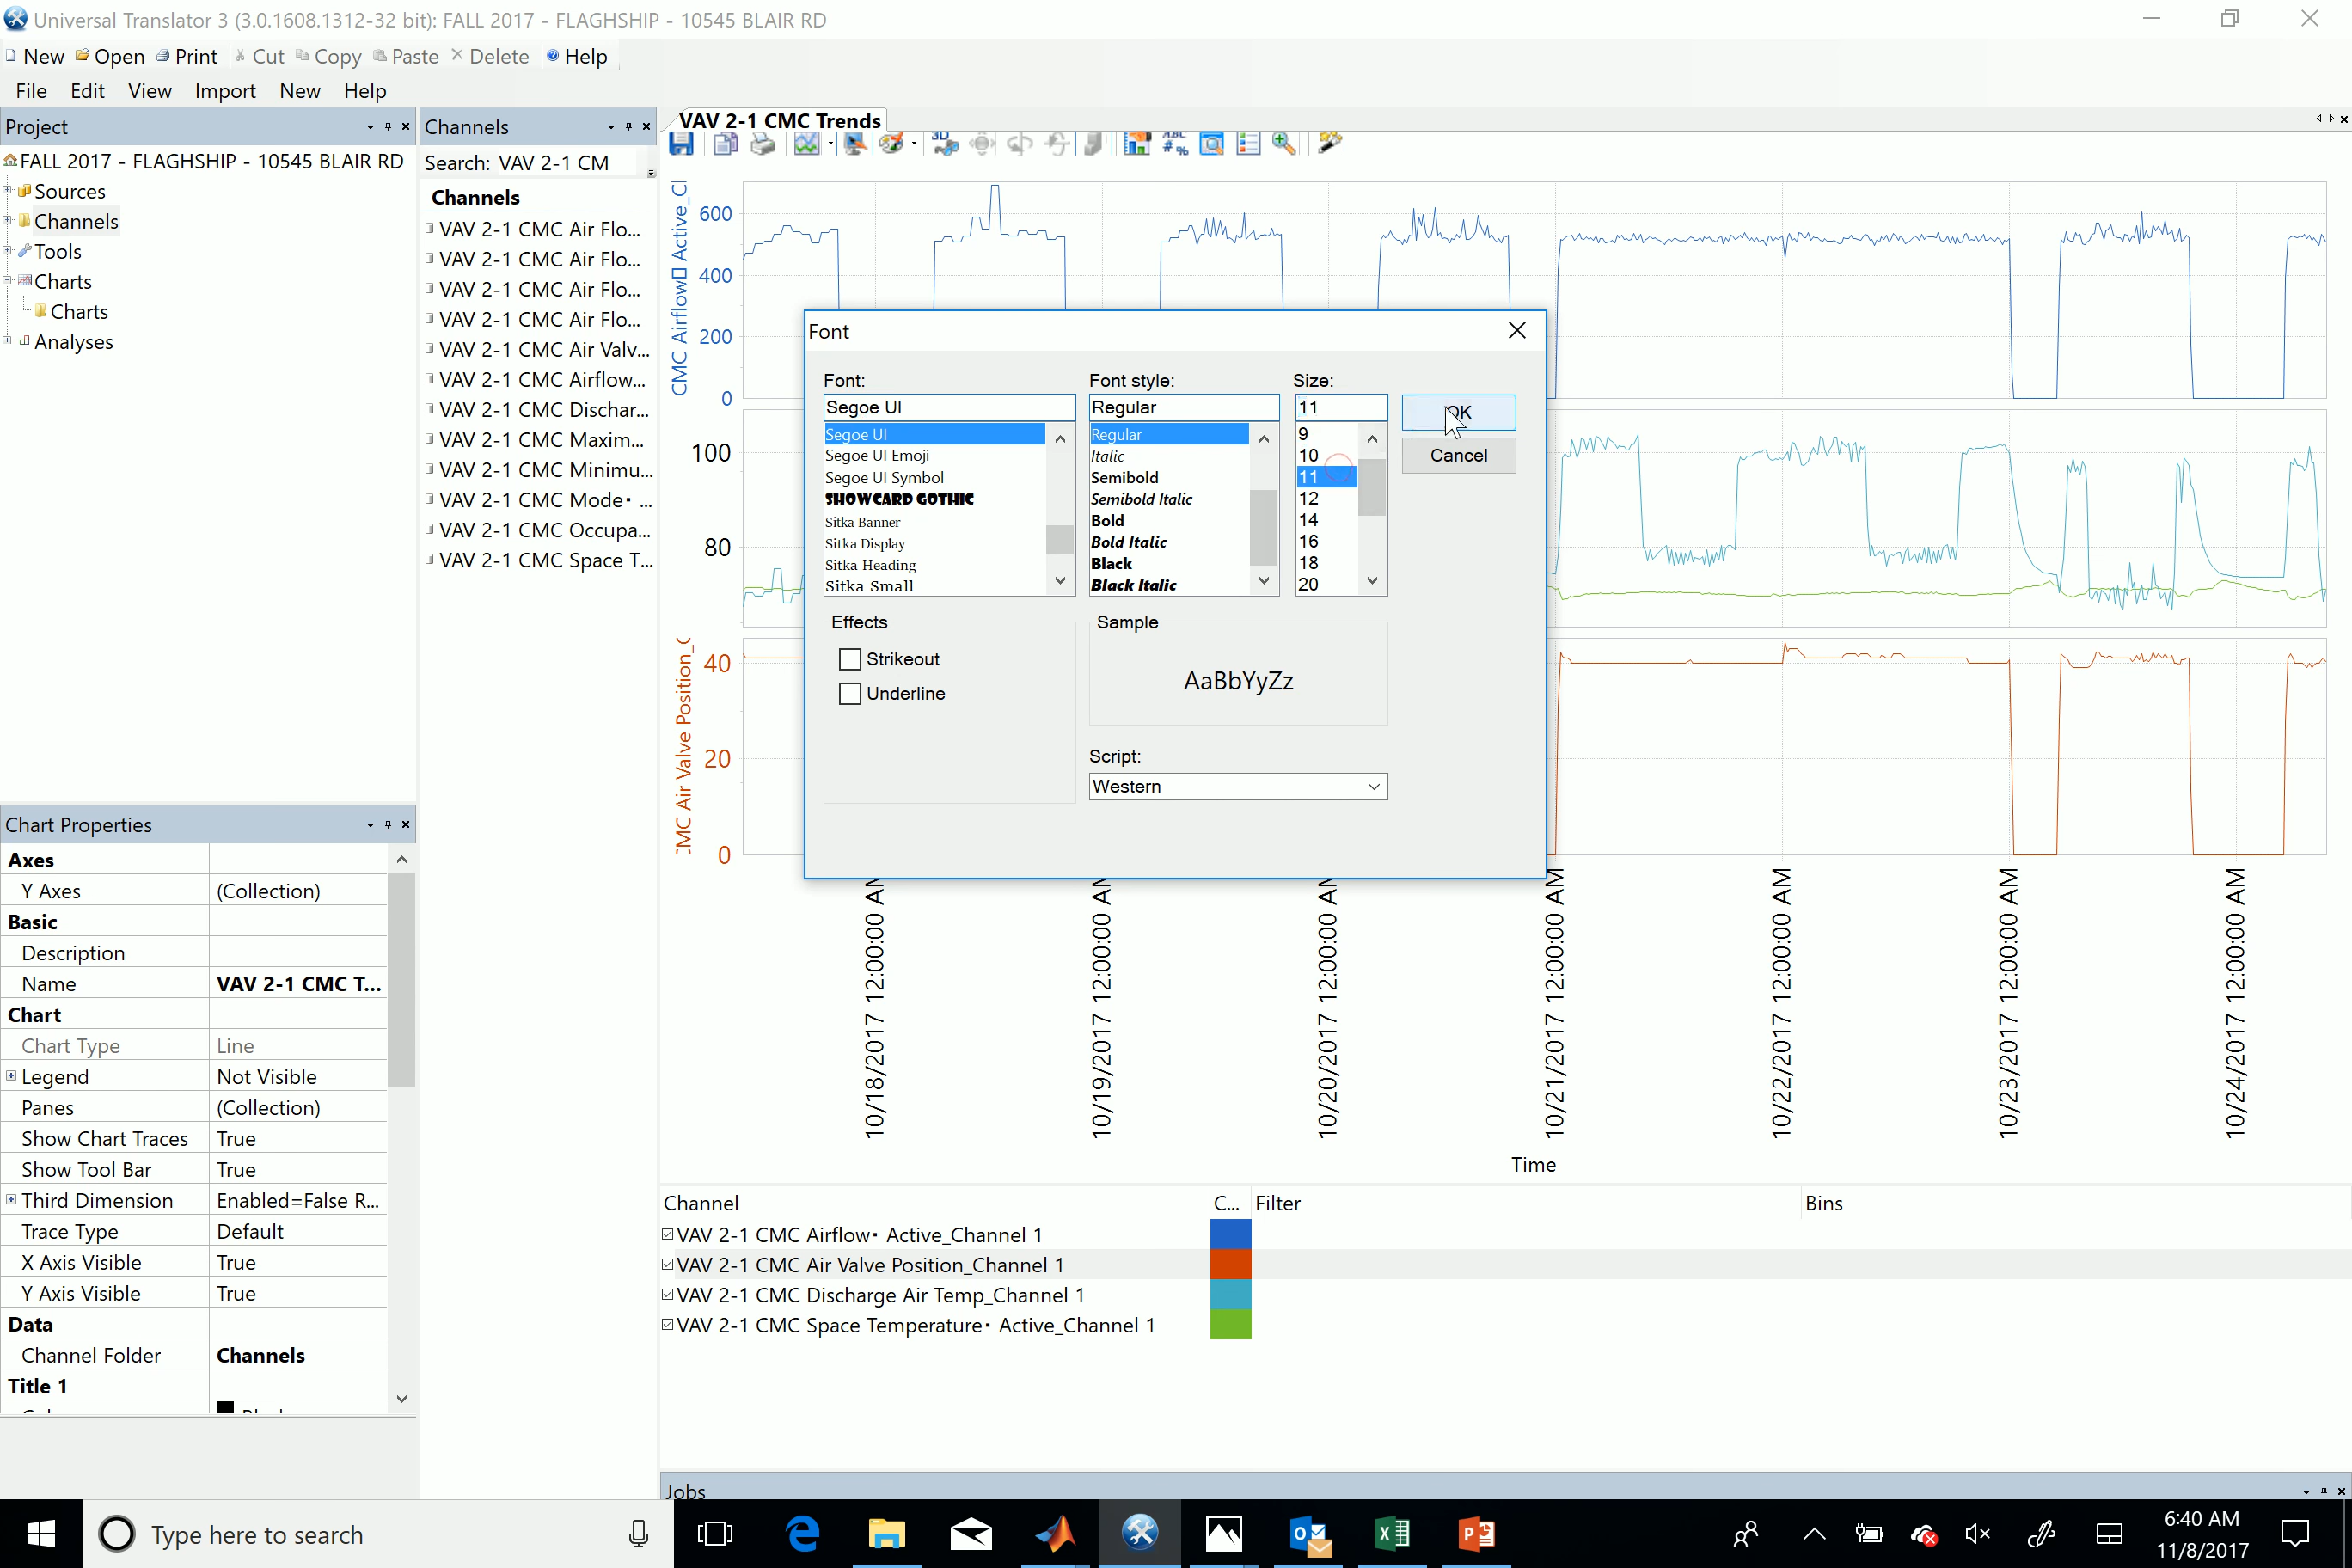 Universal Translator 3 (3.0.1608.1312-32 bit): FALL 2017 - FLAGHSHIP - 10545 BLAIR RD
New Open Print Cut Copy Paste Delete Help
File Edit View Import New Help
Project
FALL 2017 - FLAGHSHIP - 10545 BLAIR RD
Sources
Channels
Tools
Charts
Charts
Analyses
Channels
Search: VAV 2-1 CM
Channels
VAV 2-1 CMC Air Flo...
VAV 2-1 CMC Air Flo...
VAV 2-1 CMC Air Flo...
VAV 2-1 CMC Air Flo...
VAV 2-1 CMC Air Valv...
VAV 2-1 CMC Airflow...
VAV 2-1 CMC Dischar...
VAV 2-1 CMC Maxim...
VAV 2-1 CMC Minimu...
VAV 2-1 CMC Mode· ...
VAV 2-1 CMC Occupa...
VAV 2-1 CMC Space T...
Chart Properties
Axes
Y Axes (Collection)
Basic
Description
Name VAV 2-1 CMC T...
Chart
Chart Type Line
Legend Not Visible
Panes (Collection)
Show Chart Traces True
Show Tool Bar True
Third Dimension Enabled=False R...
Trace Type Default
X Axis Visible True
Y Axis Visible True
Data
Channel Folder Channels
Title 1
VAV 2-1 CMC Trends
3D
ABC
#%
CMC Airflow□ Active_Cl
600
400
200
0
100
80
CMC Air Valve Position_C
40
20
0
Font
Font:
Segoe UI
Segoe UI
Segoe UI Emoji
Segoe UI Symbol
SHOWCARD GOTHIC
Sitka Banner
Sitka Display
Sitka Heading
Sitka Small
Font style:
Regular
Regular
Italic
Semibold
Semibold Italic
Bold
Bold Italic
Black
Black Italic
Size:
11
9
10
11
12
14
16
18
20
OK
Cancel
Effects
Strikeout
Underline
Sample
AaBbYyZz
Script:
Western
10/18/2017 12:00:00 AM
10/19/2017 12:00:00 AM
10/20/2017 12:00:00 AM
10/21/2017 12:00:00 AM
10/22/2017 12:00:00 AM
10/23/2017 12:00:00 AM
10/24/2017 12:00:00 AM
Time
Channel C... Filter Bins
VAV 2-1 CMC Airflow· Active_Channel 1
VAV 2-1 CMC Air Valve Position_Channel 1
VAV 2-1 CMC Discharge Air Temp_Channel 1
VAV 2-1 CMC Space Temperature· Active_Channel 1
Jobs
Type here to search
6:40 AM
11/8/2017